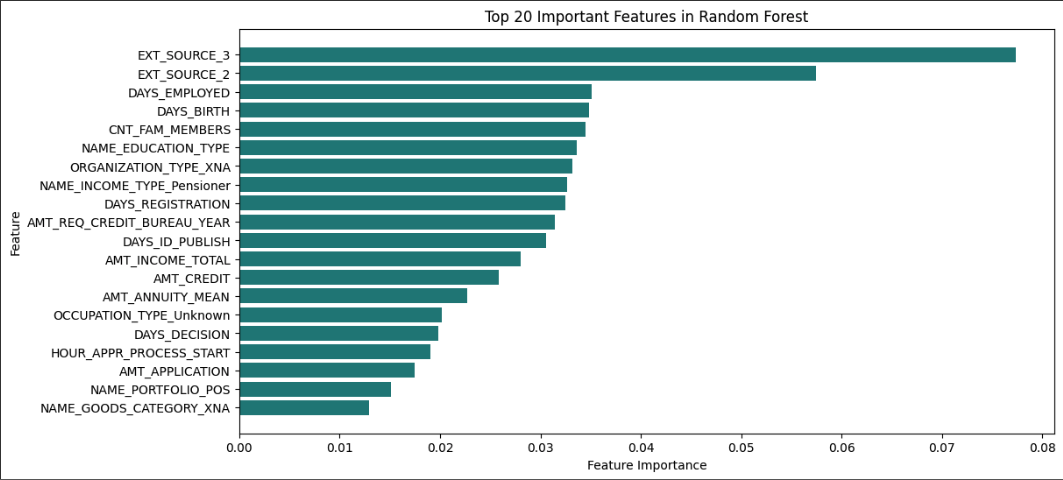 Top 20 Important Features in Random Forest
EXT_SOURCE_3
EXT_SOURCE_2
DAYS_EMPLOYED
DAYS_BIRTH
CNT_FAM_MEMBERS
NAME_EDUCATION_TYPE
ORGANIZATION_TYPE_XNA
NAME_INCOME_TYPE_Pensioner
DAYS_REGISTRATION
AMT_REQ_CREDIT_BUREAU_YEAR
DAYS_ID_PUBLISH
AMT_INCOME_TOTAL
AMT_CREDIT
AMT_ANNUITY_MEAN
OCCUPATION_TYPE_Unknown
DAYS_DECISION
HOUR_APPR_PROCESS_START
AMT_APPLICATION
NAME_PORTFOLIO_POS
NAME_GOODS_CATEGORY_XNA
Feature
0.00 0.01 0.02 0.03 0.04 0.05 0.06 0.07 0.08
Feature Importance